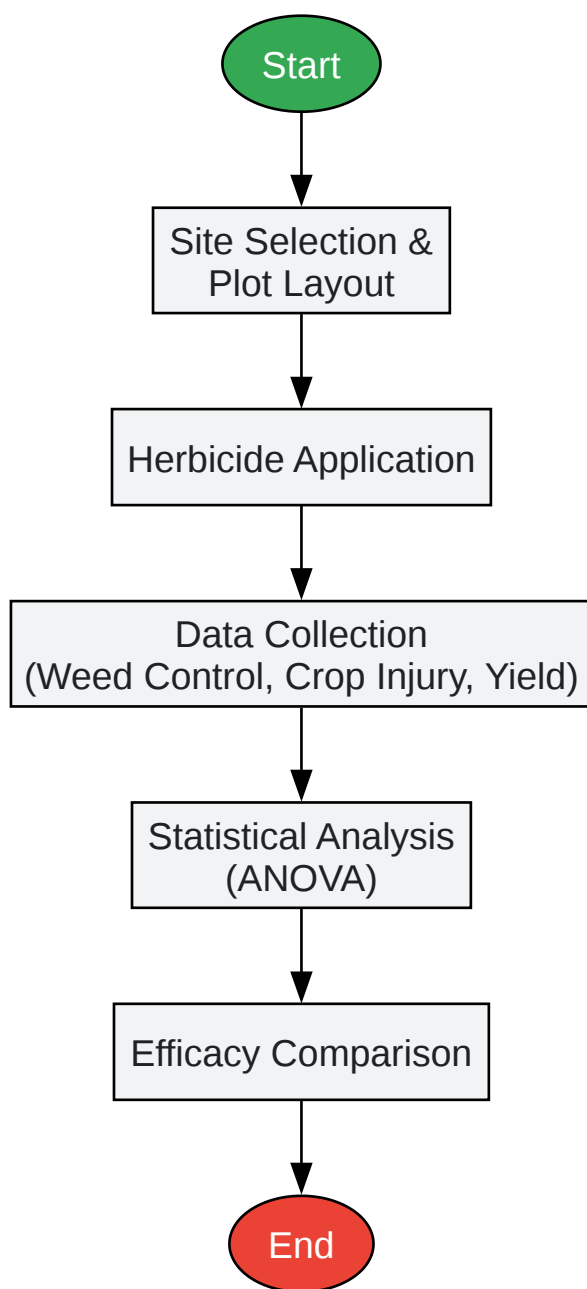 Start
Site Selection &
Plot Layout
Herbicide Application
Data Collection
(Weed Control, Crop Injury, Yield)
Statistical Analysis
(ANOVA)
Efficacy Comparison
End